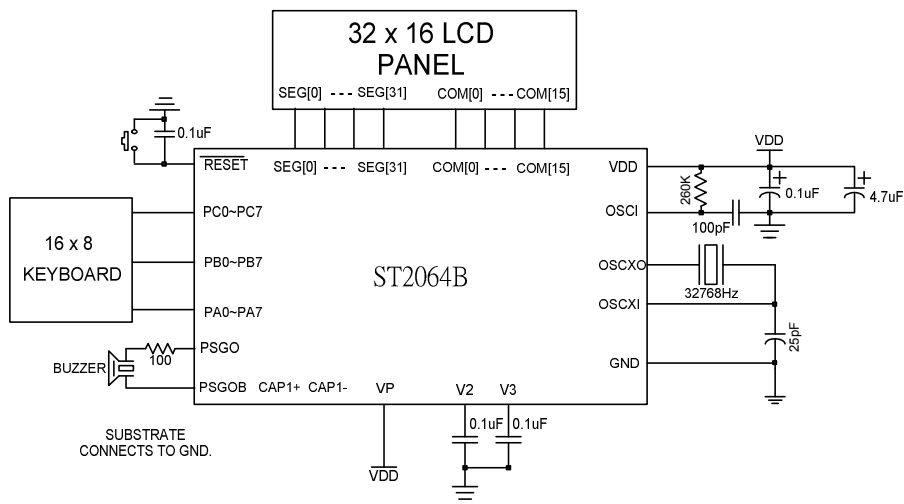 32 x 16 LCD
PANEL
SEG[0] --- SEG[31] COM[0] --- COM[15]
0.1uF
RESET
SEG[0] --- SEG[31] COM[0] --- COM[15]
VDD
VDD
260K
0.1uF
4.7uF
OSCI
100pF
PC0~PC7
16 x 8
KEYBOARD
PB0~PB7
PA0~PA7
ST2064B
OSCXO
32768Hz
OSCXI
25pF
PSGO
100
BUZZER
GND
PSGOB CAP1+ CAP1- VP V2 V3
0.1uF 0.1uF
SUBSTRATE
CONNECTS TO GND.
VDD